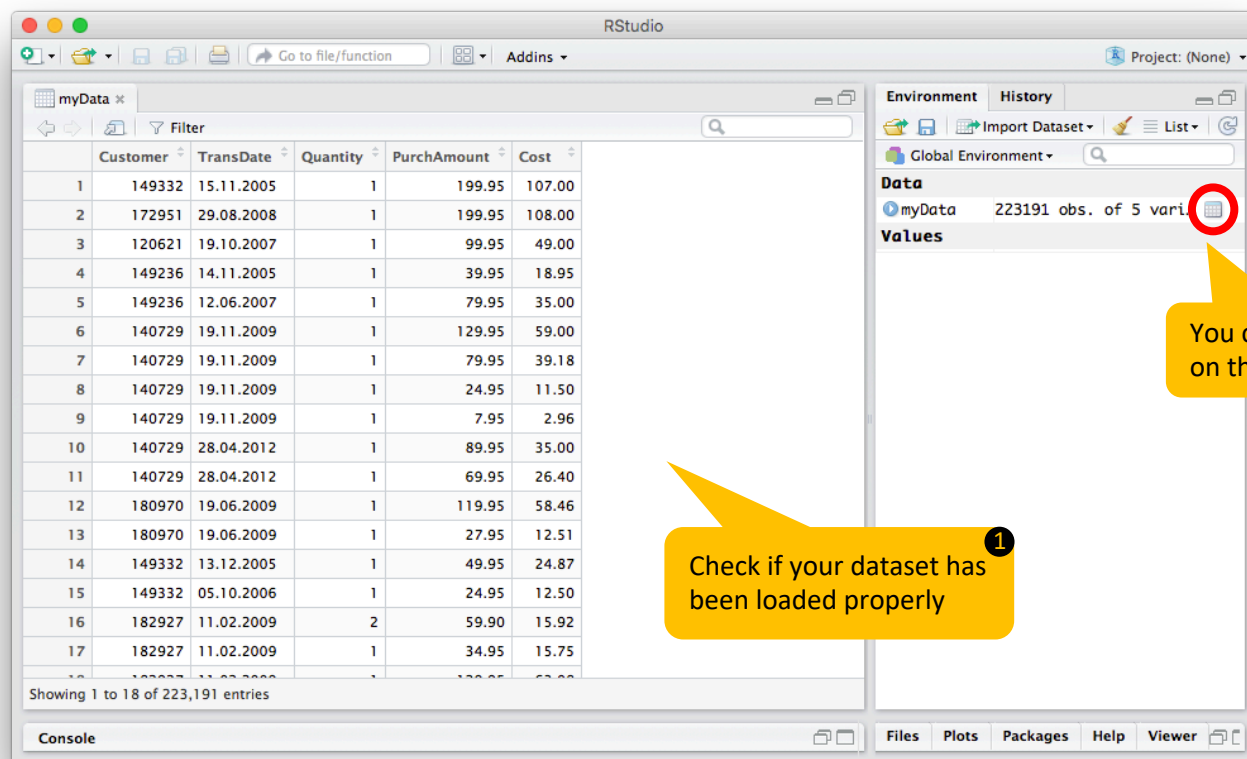 RStudio
Go to file/function Addins Project: (None)
myData Environment History
Filter Import Dataset List
Global Environment
Customer TransDate Quantity PurchAmount Cost
Data
myData 223191 obs. of 5 vari.
Values
1 149332 15.11.2005 1 199.95 107.00
2 172951 29.08.2008 1 199.95 108.00
3 120621 19.10.2007 1 99.95 49.00
4 149236 14.11.2005 1 39.95 18.95
5 149236 12.06.2007 1 79.95 35.00
6 140729 19.11.2009 1 129.95 59.00
7 140729 19.11.2009 1 79.95 39.18
8 140729 19.11.2009 1 24.95 11.50
9 140729 19.11.2009 1 7.95 2.96
10 140729 28.04.2012 1 89.95 35.00
11 140729 28.04.2012 1 69.95 26.40
12 180970 19.06.2009 1 119.95 58.46
13 180970 19.06.2009 1 27.95 12.51
14 149332 13.12.2005 1 49.95 24.87
15 149332 05.10.2006 1 24.95 12.50
16 182927 11.02.2009 2 59.90 15.92
17 182927 11.02.2009 1 34.95 15.75
Showing 1 to 18 of 223,191 entries
You
on
1
Check if your dataset has
been loaded properly
Console Files Plots Packages Help Viewer